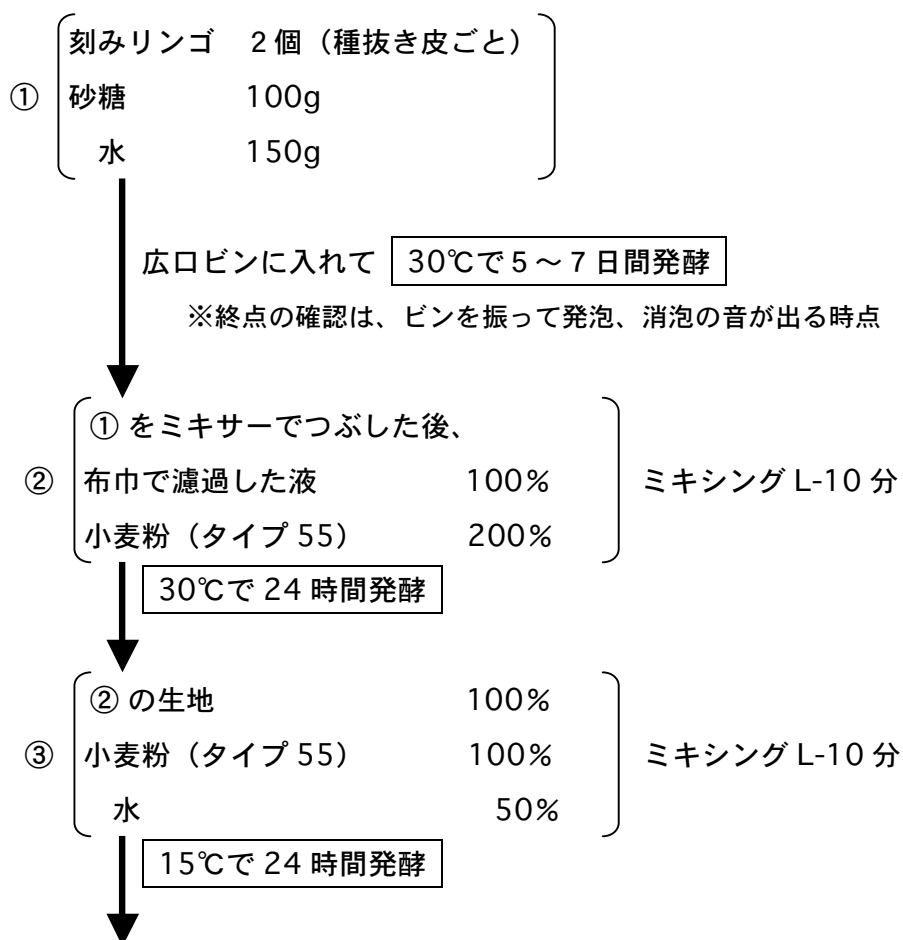 刻みリンゴ　2個（種抜き皮ごと）
① 砂糖　100g
水　150g
広口ビンに入れて　30℃で5～7日間発酵
※終点の確認は、ビンを振って発泡、消泡の音が出る時点
① をミキサーでつぶした後、
② 布巾で濾過した液　100%　ミキシング L-10 分
小麦粉（タイプ 55）　200%
30℃で 24 時間発酵
② の生地　100%
③ 小麦粉（タイプ 55）　100%　ミキシング L-10 分
水　50%
15℃で 24 時間発酵